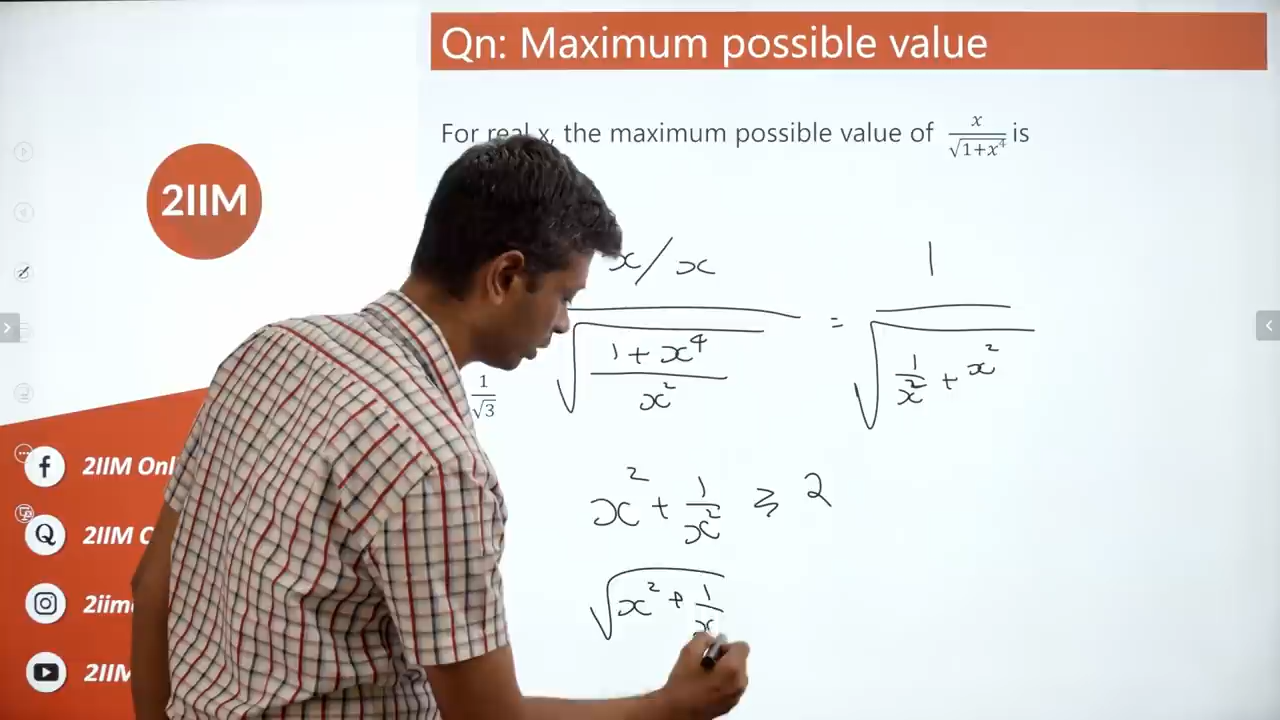 Qn: Maximum possible value
For real x, the maximum possible value of x/√(1+x⁴) is
2IIM
x/x / √((1 + x⁴)/x²) = 1/√(1/x² + x²)
1/√3
x² + 1/x² ≥ 2
√(x² + 1/x
f 2IIM Onl
Q 2IIM C
2iim
2IIM